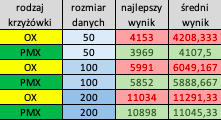 rodzaj krzyżówki rozmiar danych najlepszy wynik średni wynik
OX 50 4153 4208,333
PMX 50 3969 4107,5
OX 100 5991 6049,167
PMX 100 5852 5888,667
OX 200 11034 11291,33
PMX 200 10898 11045,33